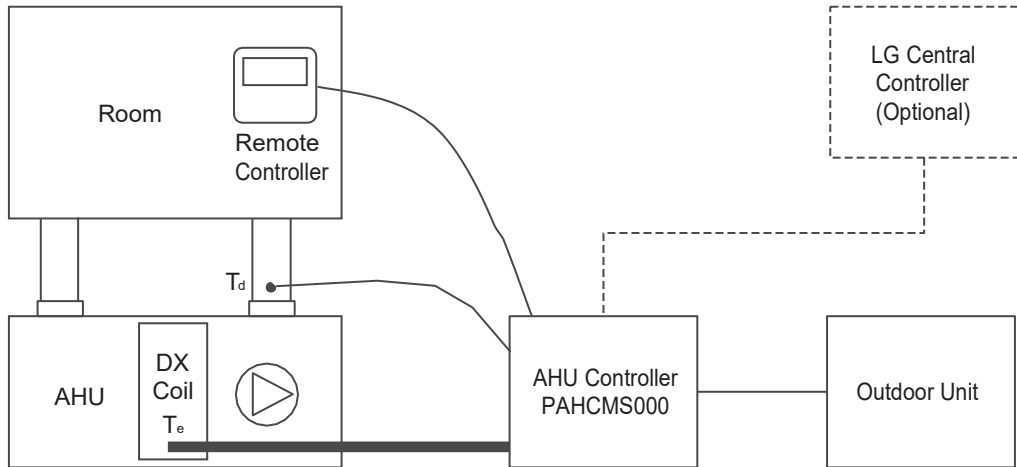 Room
Remote
Controller
LG Central
Controller
(Optional)
Td
AHU
DX
Coil
Te
AHU Controller
PAHCMS000
Outdoor Unit